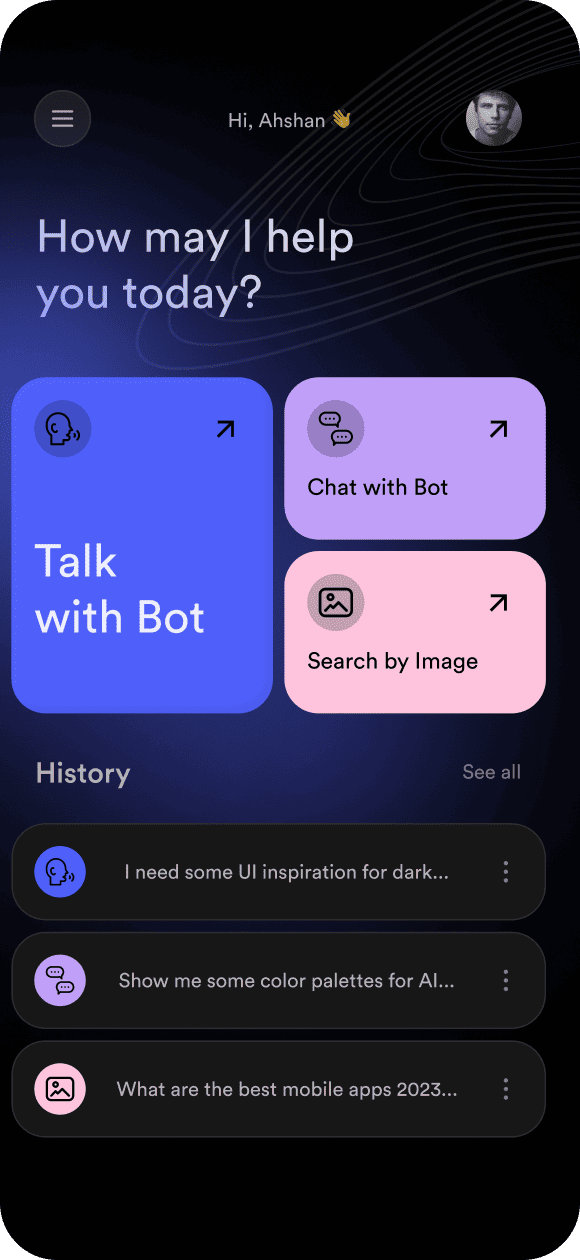 Hi, Ahshan 👋
How may I help
you today?
Talk
with Bot
Chat with Bot
Search by Image
History
See all
I need some UI inspiration for dark...
Show me some color palettes for AI...
What are the best mobile apps 2023...